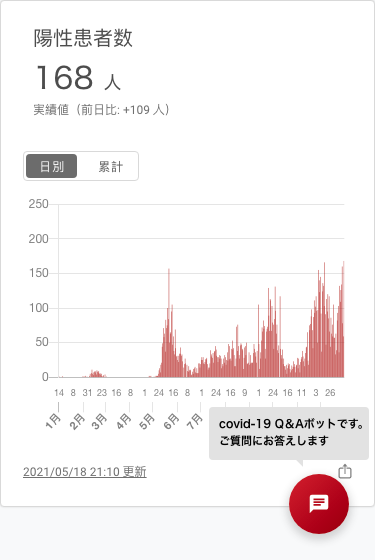 陽性患者数
168 人
実績値（前日比: +109 人）
日別 累計
250
200
150
100
50
0
14 8 31 23 16 8 1 24 16 8 1 24 16 9 1 24 16 11 3 26
1月 2月 3月 4月 5月 6月 7月
covid-19 Q&Aボットです。
ご質問にお答えします
2021/05/18 21:10 更新